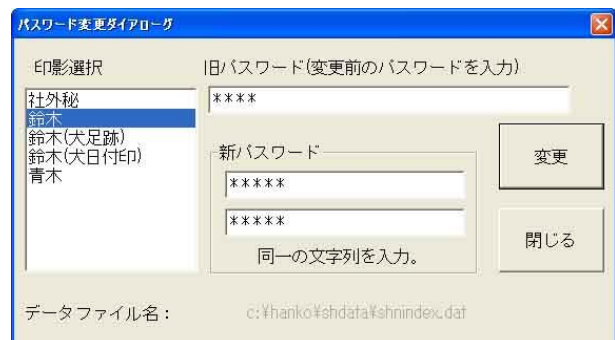 パスワード変更ダイアローグ
印影選択
旧パスワード(変更前のパスワードを入力)
社外秘
鈴木
鈴木(犬足跡)
鈴木(犬日付印)
青木
****
新パスワード
*****
*****
同一の文字列を入力。
変更
閉じる
データファイル名:
c:¥hanko¥shdata¥shnindex.dat